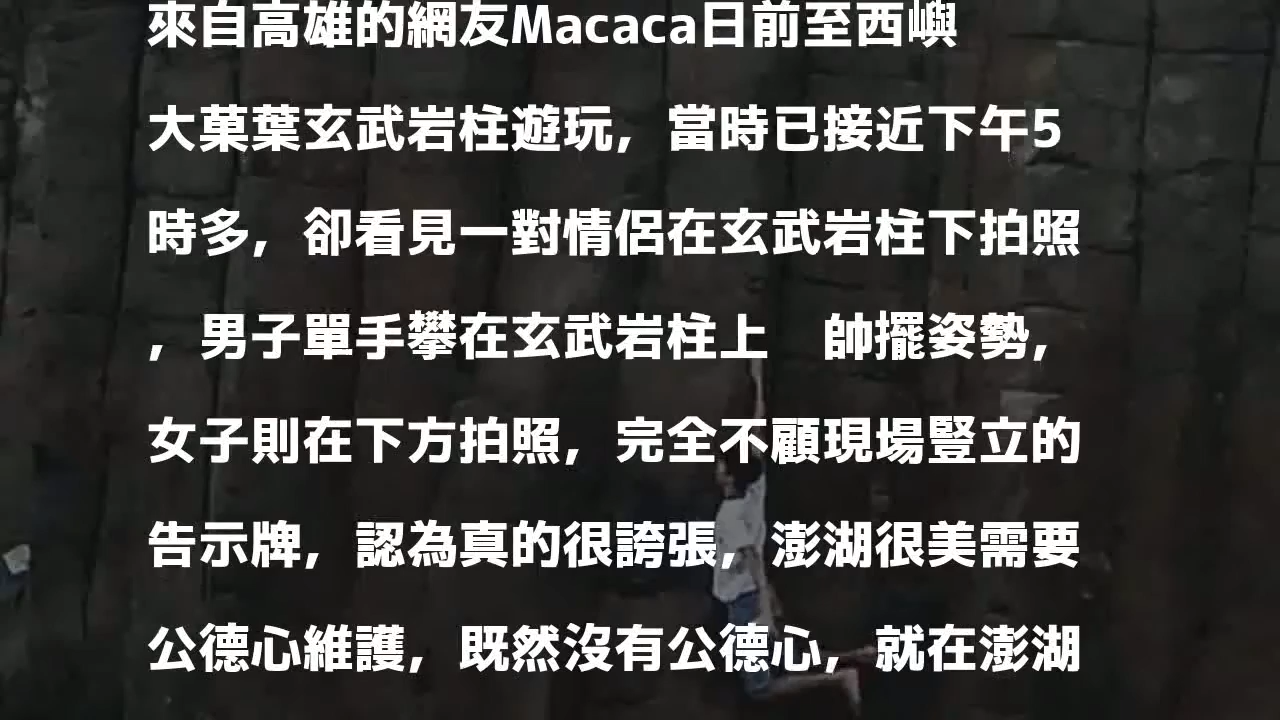 來自高雄的網友Macaca日前至西嶼
大菓葉玄武岩柱遊玩，當時已接近下午5
時多，卻看見一對情侶在玄武岩柱下拍照
，男子單手攀在玄武岩柱上　帥擺姿勢，
女子則在下方拍照，完全不顧現場豎立的
告示牌，認為真的很誇張，澎湖很美需要
公德心維護，既然沒有公德心，就在澎湖